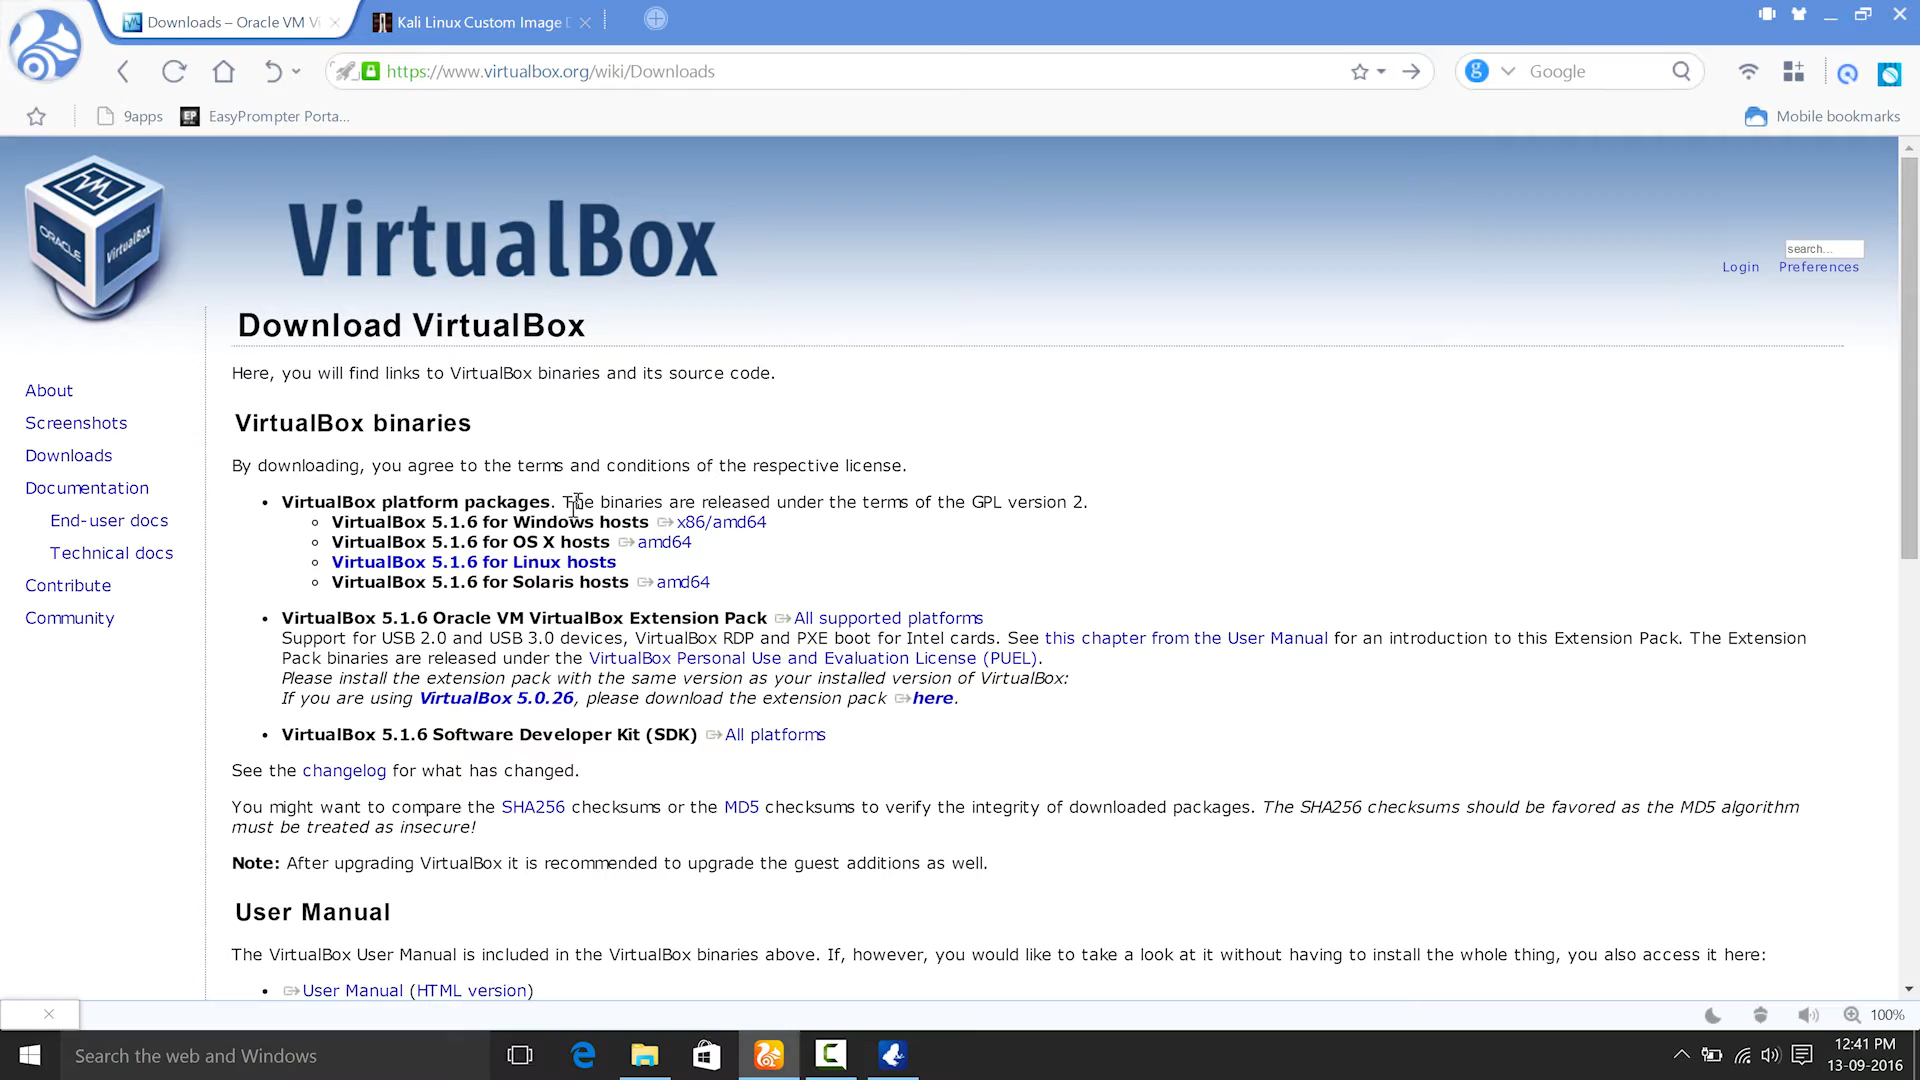 Downloads – Oracle VM Vi
Kali Linux Custom Image D
https://www.virtualbox.org/wiki/Downloads
Google
9apps
EP
EasyPrompter Porta...
Mobile bookmarks
ORACLE
VirtualBox
VirtualBox
search...
Login
Preferences
Download VirtualBox
Here, you will find links to VirtualBox binaries and its source code.
About
Screenshots
Downloads
Documentation
End-user docs
Technical docs
Contribute
Community
VirtualBox binaries
By downloading, you agree to the terms and conditions of the respective license.
VirtualBox platform packages. The binaries are released under the terms of the GPL version 2.
VirtualBox 5.1.6 for Windows hosts x86/amd64
VirtualBox 5.1.6 for OS X hosts amd64
VirtualBox 5.1.6 for Linux hosts
VirtualBox 5.1.6 for Solaris hosts amd64
VirtualBox 5.1.6 Oracle VM VirtualBox Extension Pack All supported platforms
Support for USB 2.0 and USB 3.0 devices, VirtualBox RDP and PXE boot for Intel cards. See this chapter from the User Manual for an introduction to this Extension Pack. The Extension
Pack binaries are released under the VirtualBox Personal Use and Evaluation License (PUEL).
Please install the extension pack with the same version as your installed version of VirtualBox:
If you are using VirtualBox 5.0.26, please download the extension pack here.
VirtualBox 5.1.6 Software Developer Kit (SDK) All platforms
See the changelog for what has changed.
You might want to compare the SHA256 checksums or the MD5 checksums to verify the integrity of downloaded packages. The SHA256 checksums should be favored as the MD5 algorithm
must be treated as insecure!
Note: After upgrading VirtualBox it is recommended to upgrade the guest additions as well.
User Manual
The VirtualBox User Manual is included in the VirtualBox binaries above. If, however, you would like to take a look at it without having to install the whole thing, you also access it here:
User Manual (HTML version)
100%
Search the web and Windows
12:41 PM
13-09-2016